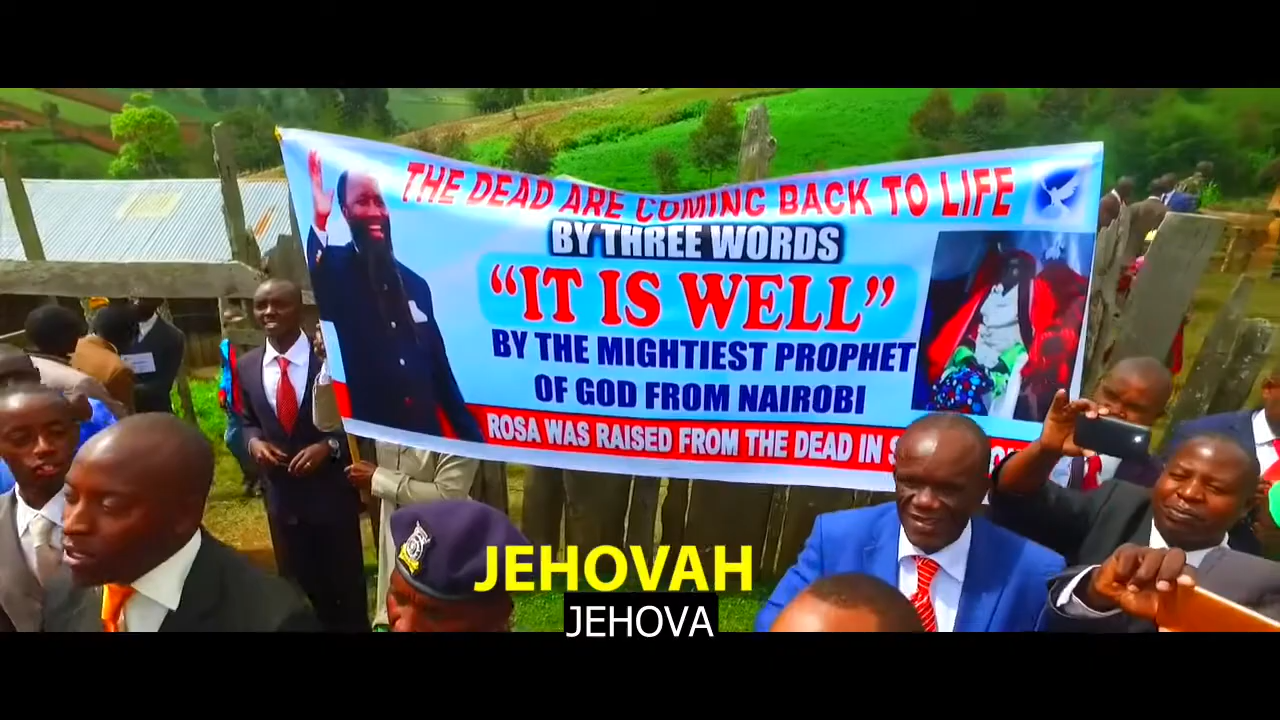 THE DEAD ARE COMING BACK TO LIFE
BY THREE WORDS
“IT IS WELL”
BY THE MIGHTIEST PROPHET
OF GOD FROM NAIROBI
ROSA WAS RAISED FROM THE DEAD IN
JEHOVAH
JEHOVA